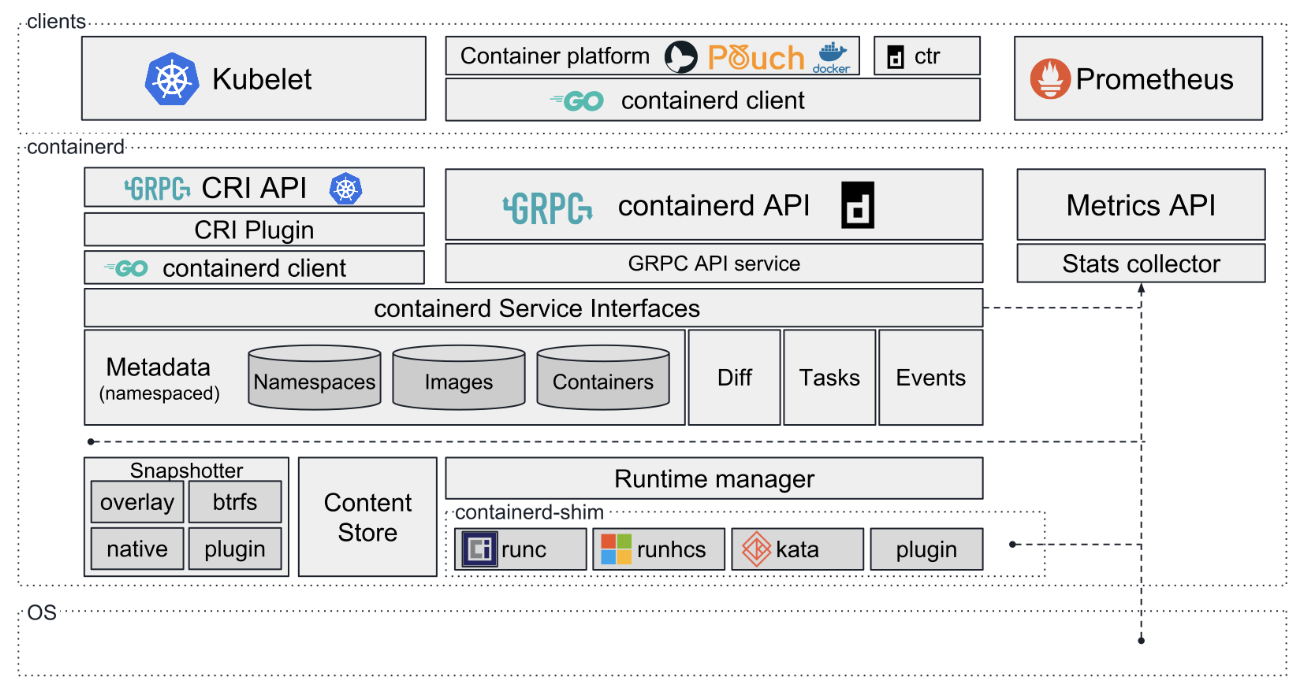 clients
Kubelet
Container platform Pouch docker
ctr
GO containerd client
Prometheus
containerd
GRPC CRI API
CRI Plugin
GO containerd client
GRPC containerd API
GRPC API service
Metrics API
Stats collector
containerd Service Interfaces
Metadata
(namespaced)
Namespaces
Images
Containers
Diff
Tasks
Events
Snapshotter
overlay
btrfs
native
plugin
Content
Store
Runtime manager
containerd-shim
runc
runhcs
kata
plugin
OS